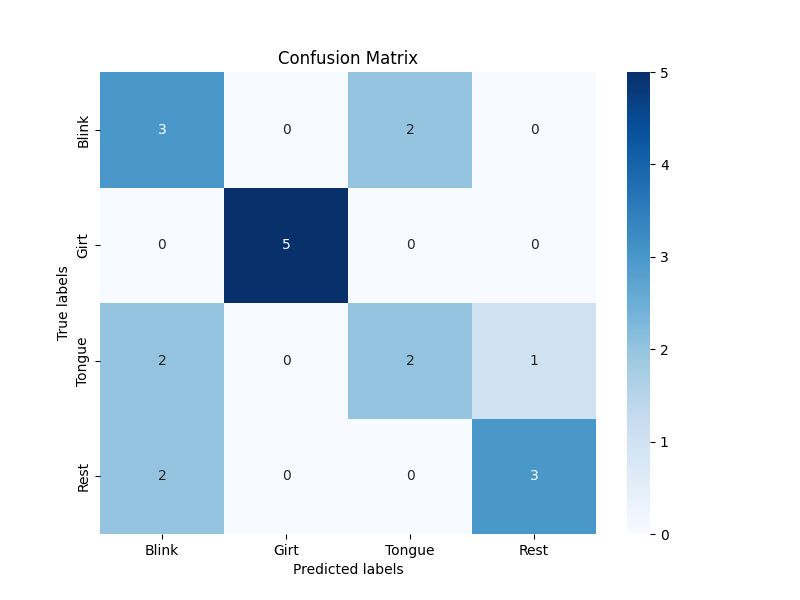 Confusion Matrix
True labels
Blink
3 0 2 0
Girt
0 5 0 0
Tongue
2 0 2 1
Rest
2 0 0 3
Blink Girt Tongue Rest
Predicted labels
5
4
3
2
1
0